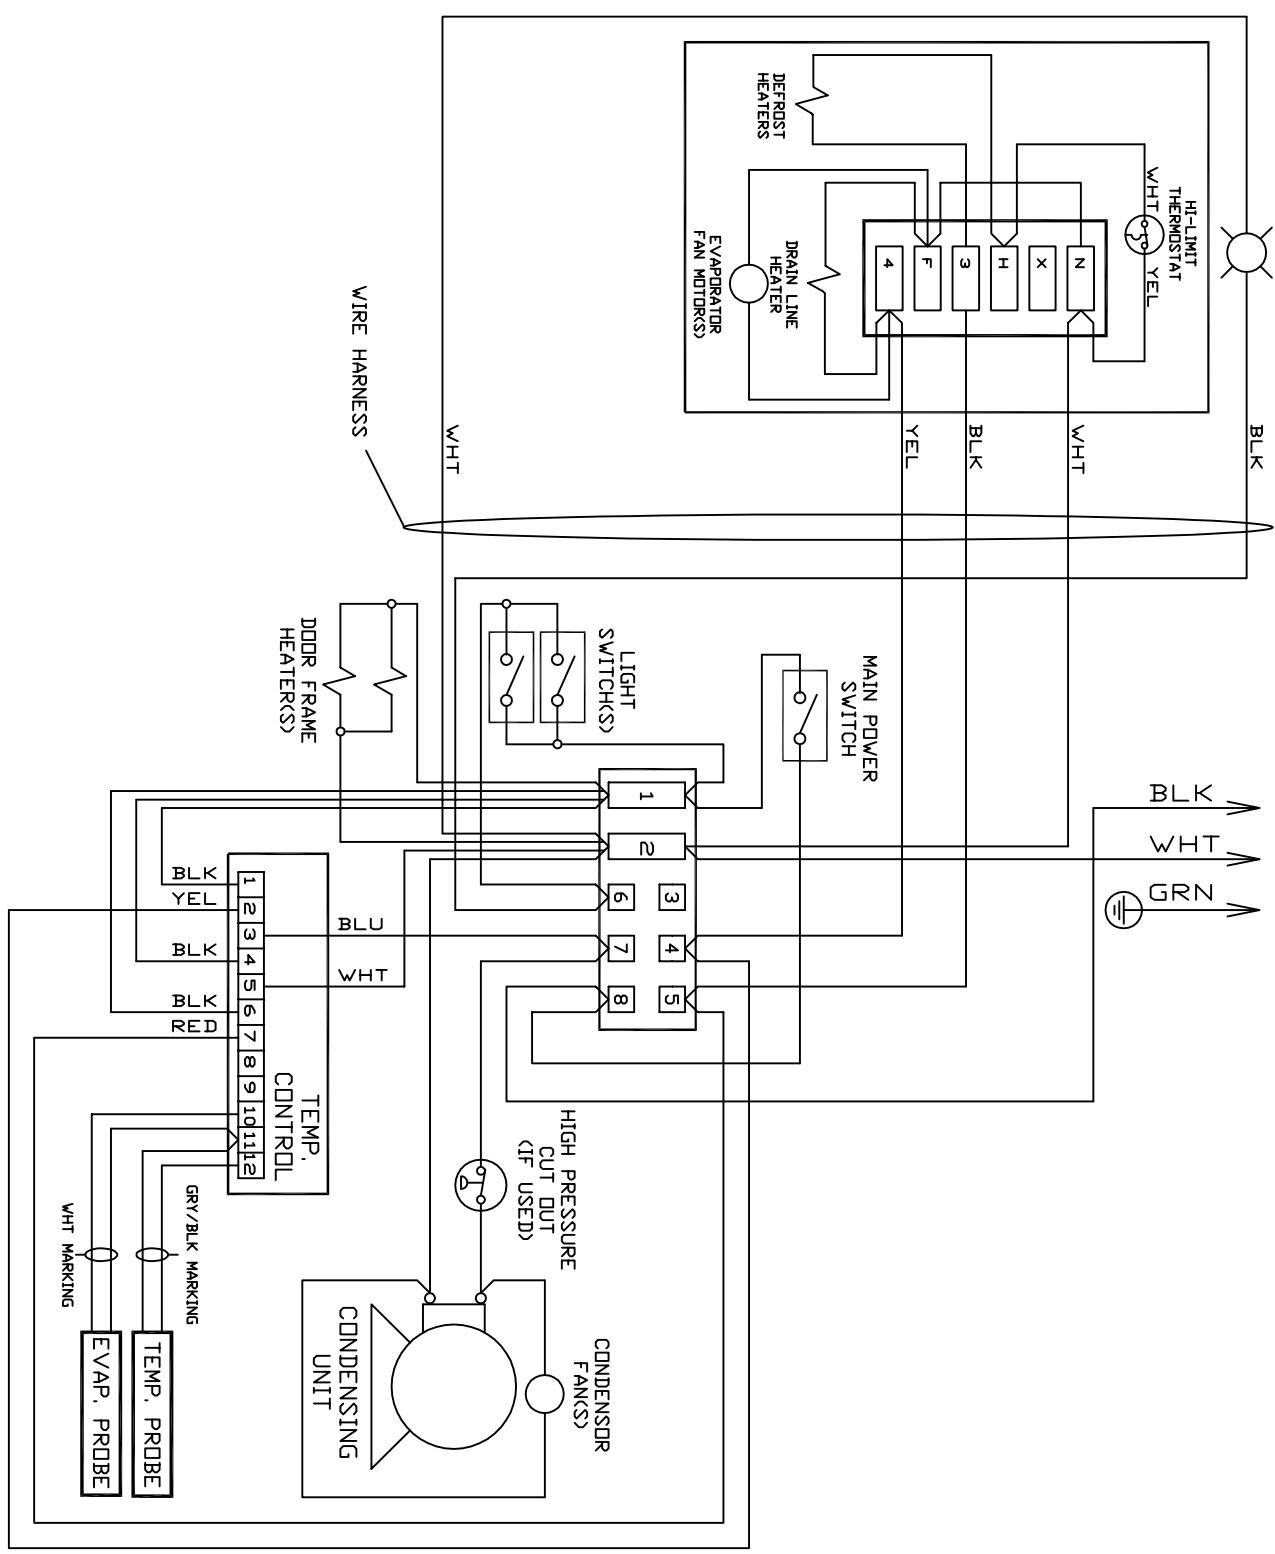 DEFROST
HEATERS
WHT
HI-LIMIT
THERMOSTAT
YEL
4
F
3
H
X
N
DRAIN LINE
HEATER
EVAPORATOR
FAN MOTOR(S)
WIRE HARNESS
WHT
YEL
BLK
WHT
BLK
DOOR FRAME
HEATER(S)
LIGHT
SWITCH(S)
MAIN POWER
SWITCH
BLK
WHT
GRN
1
2
6
3
7
4
8
5
BLK
YEL
BLK
BLK
RED
BLU
WHT
1
2
3
4
5
6
7
8
9
10
11
12
TEMP.
CONTROL
HIGH PRESSURE
CUT OUT
(IF USED)
WHT MARKING
GRY/BLK MARKING
EVAP. PROBE
TEMP. PROBE
CONDENSING
UNIT
CONDENSOR
FAN(S)